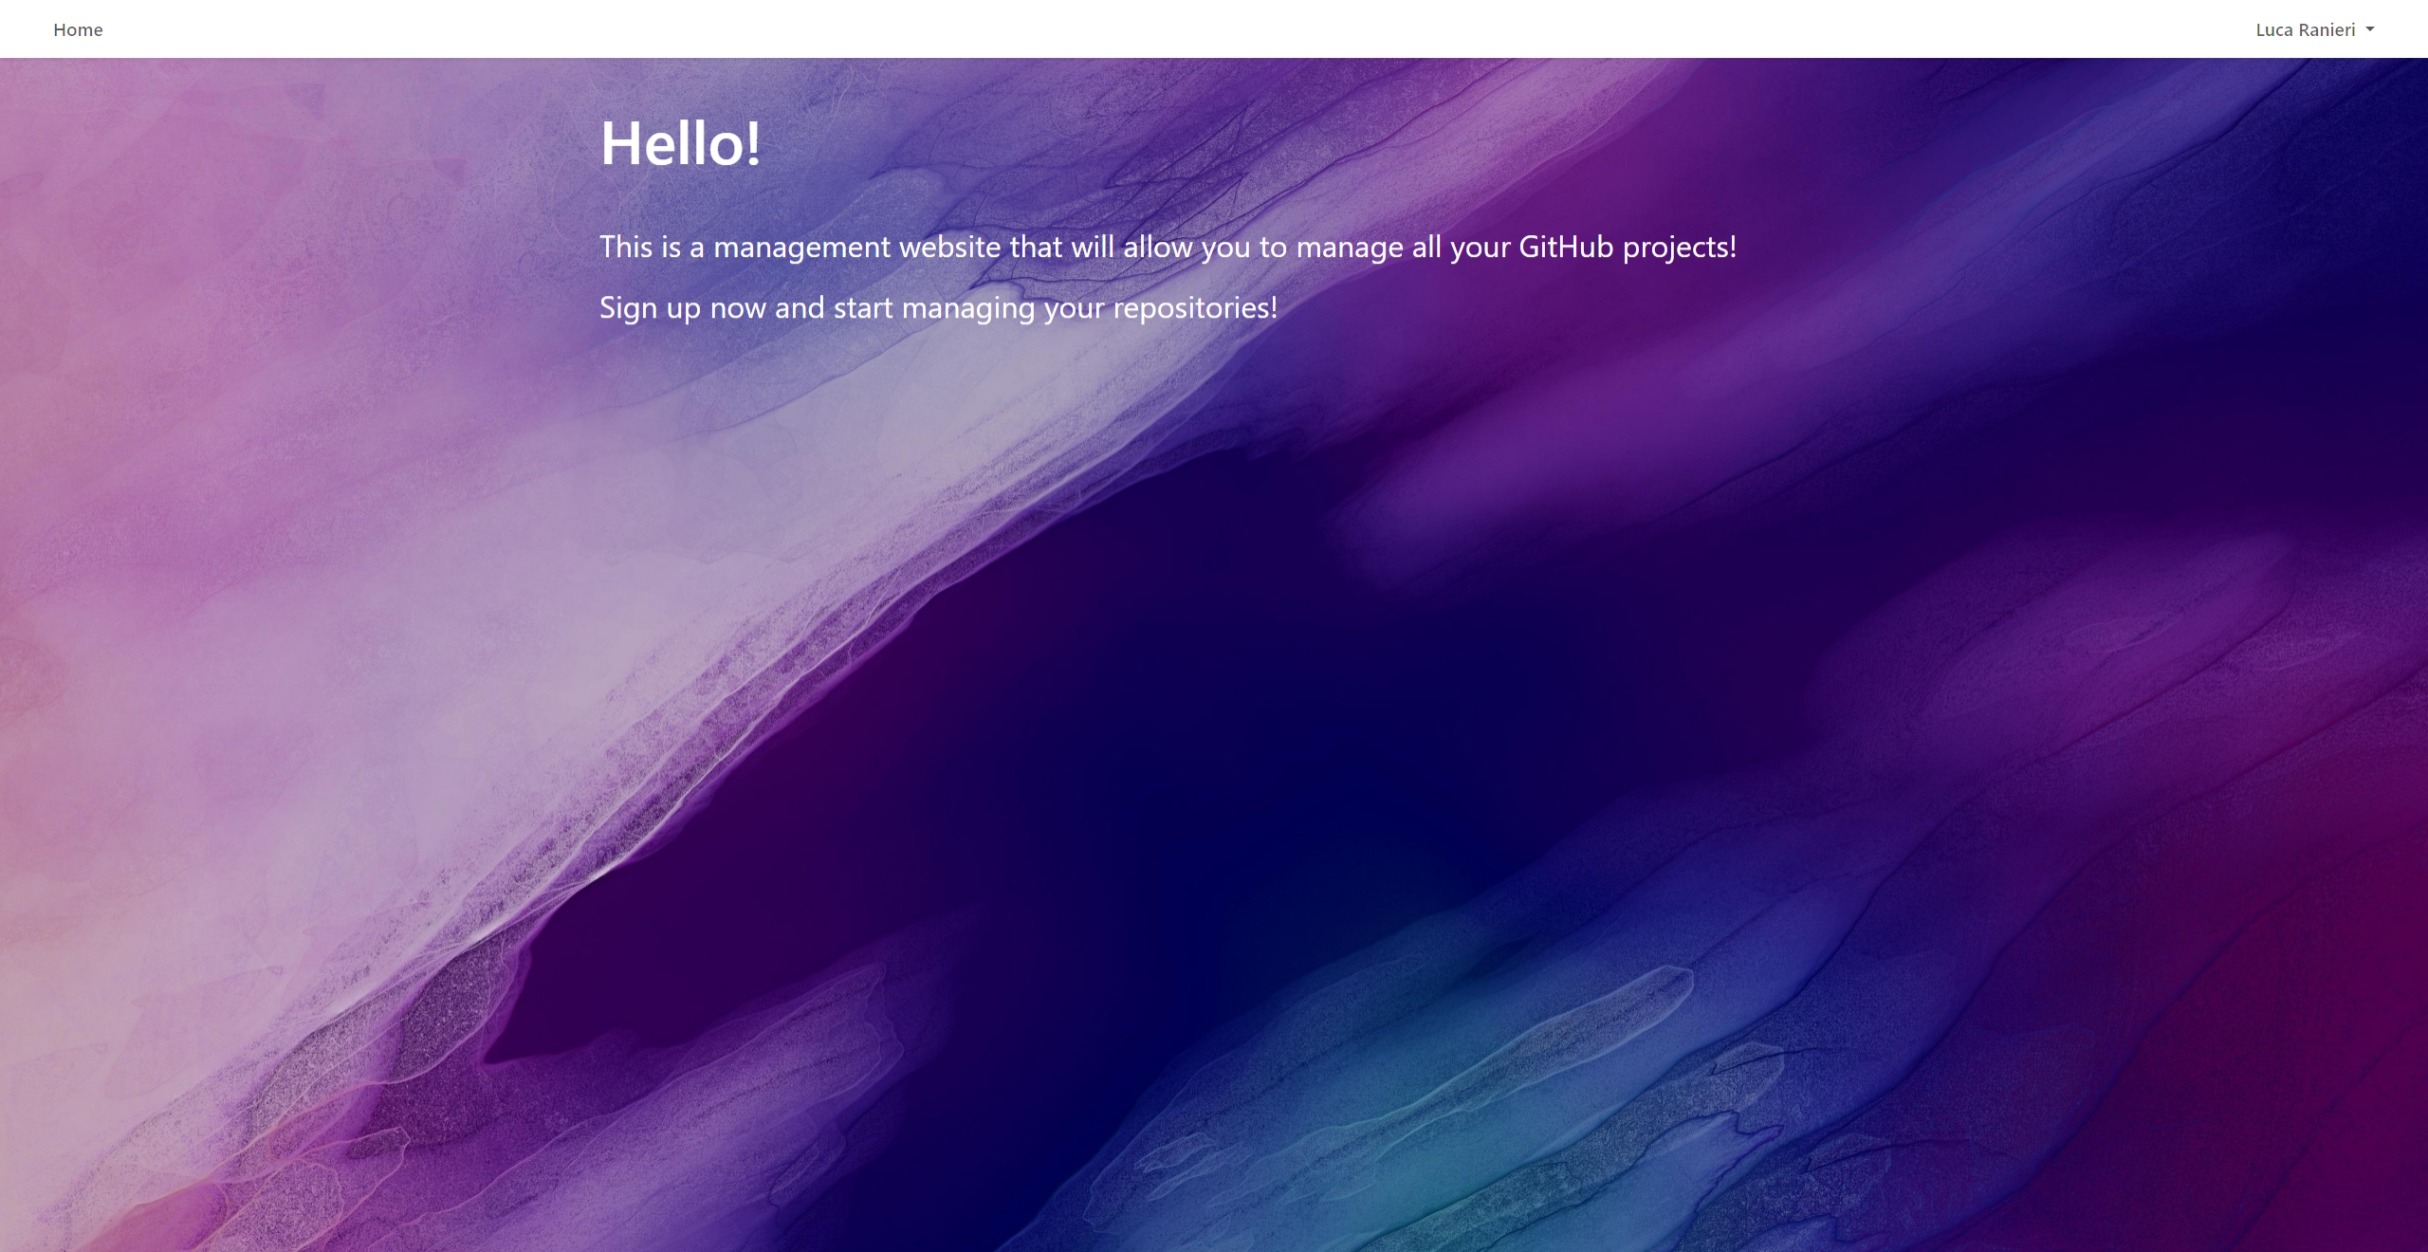 Home
Luca Ranieri
Hello!
This is a management website that will allow you to manage all your GitHub projects!
Sign up now and start managing your repositories!